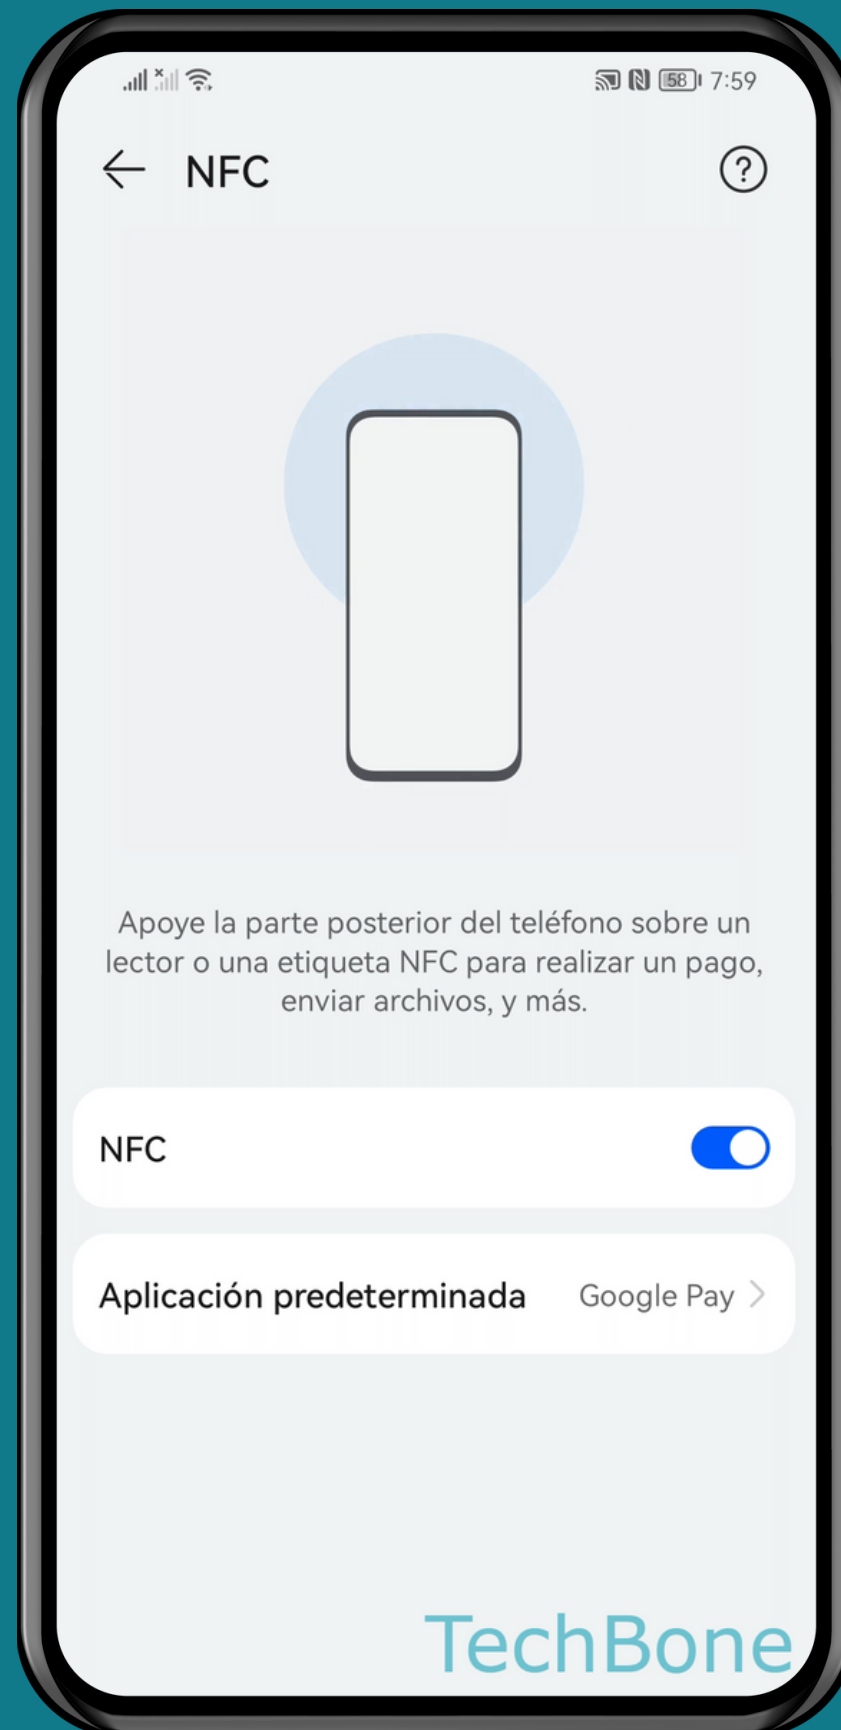 58 7:59
NFC
Apoye la parte posterior del teléfono sobre un
lector o una etiqueta NFC para realizar un pago,
enviar archivos, y más.
NFC
Aplicación predeterminada Google Pay
TechBone